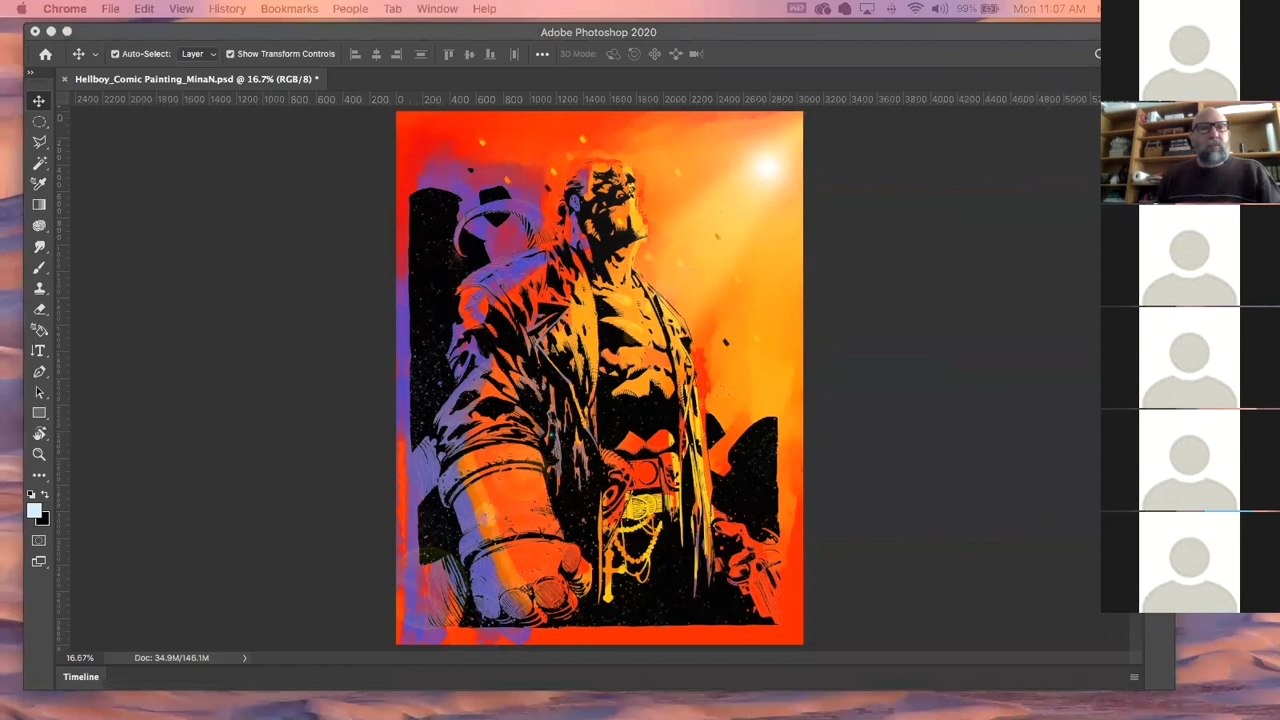 Chrome File Edit View History Bookmarks People Tab Window Help 99% Mon 11:07 AM
Adobe Photoshop 2020
Auto-Select: Layer Show Transform Controls 3D Mode:
Hellboy_Comic Painting_MinaN.psd @ 16.7% (RGB/8) *
2400 2200 2000 1800 1600 1400 1200 1000 800 600 400 200 0 200 400 600 800 1000 1200 1400 1600 1800 2000 2200 2400 2600 2800 3000 3200 3400 3600 3800 4000 4200 4400 4600 4800 5000
16.67% Doc: 34.9M/146.1M
Timeline